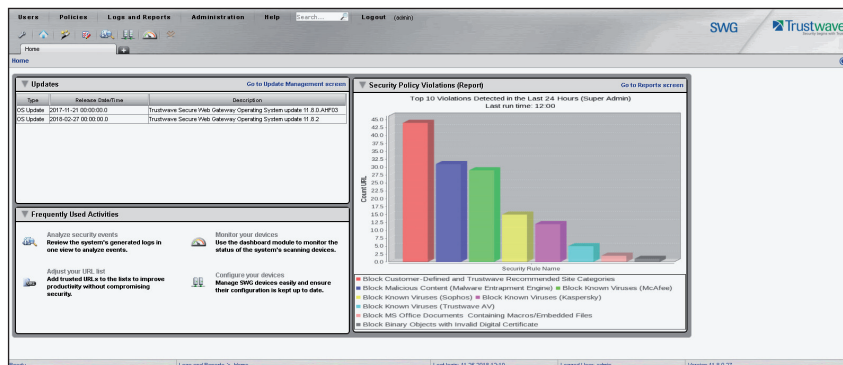 Users Policies Logs and Reports Administration Help Search... Logout (admin)
SWG Trustwave
Home
Home
Updates Go to Update Management screen
Type Release Date/Time Description
OS Update 2017-11-21 00:00:00.0 Trustwave Secure Web Gateway Operating System update 11.8.0.AHF03
OS Update 2018-02-27 00:00:00.0 Trustwave Secure Web Gateway Operating System update 11.8.2
Frequently Used Activities
Analyze security events
Review the system's generated logs in
one view to analyze events.
Monitor your devices
Use the dashboard module to monitor the
status of the system's scanning devices.
Adjust your URL list
Add trusted URLs to the lists to improve
productivity without compromising
security.
Configure your devices
Manage SWG devices easily and ensure
their configuration is kept up to date.
Security Policy Violations (Report) Go to Reports screen
Top 10 Violations Detected in the Last 24 Hours (Super Admin)
Last run time: 12:00
45.0
42.5
40.0
37.5
35.0
32.5
30.0
27.5
25.0
22.5
20.0
17.5
15.0
12.5
10.0
7.5
5.0
2.5
0.0
Count URL
Security Rule Name
Block Customer-Defined and Trustwave Recommended Site Categories
Block Malicious Content (Malware Entrapment Engine) Block Known Viruses (McAfee)
Block Known Viruses (Sophos) Block Known Viruses (Kaspersky)
Block Known Viruses (Trustwave AV)
Block MS Office Documents Containing Macros/Embedded Files
Block Binary Objects with Invalid Digital Certificate